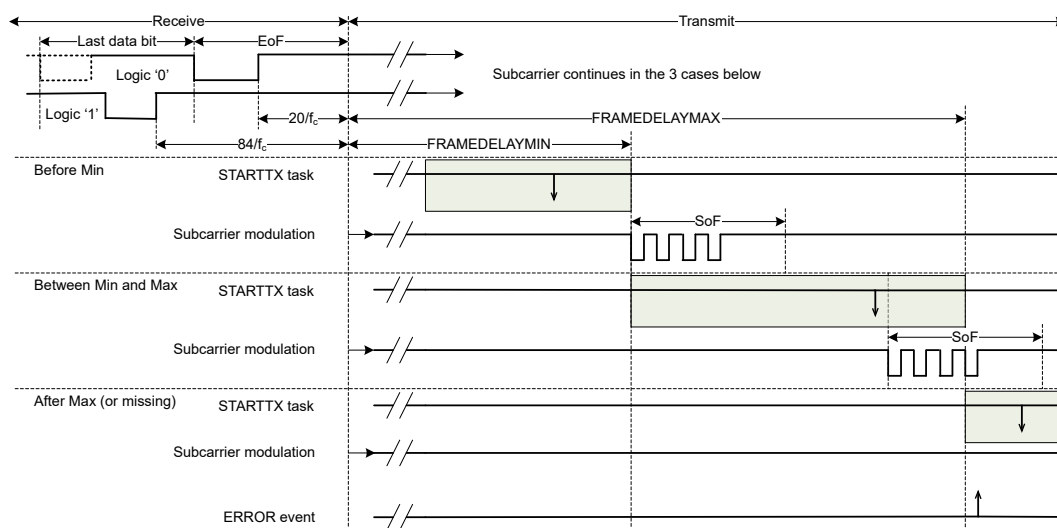 Receive
Transmit
Last data bit
EoF
Logic ‘0’
Subcarrier continues in the 3 cases below
Logic ‘1’
20/fc
FRAMEDELAYMAX
84/fc
FRAMEDELAYMIN
Before Min
STARTTX task
SoF
Subcarrier modulation
Between Min and Max
STARTTX task
SoF
Subcarrier modulation
After Max (or missing)
STARTTX task
Subcarrier modulation
ERROR event